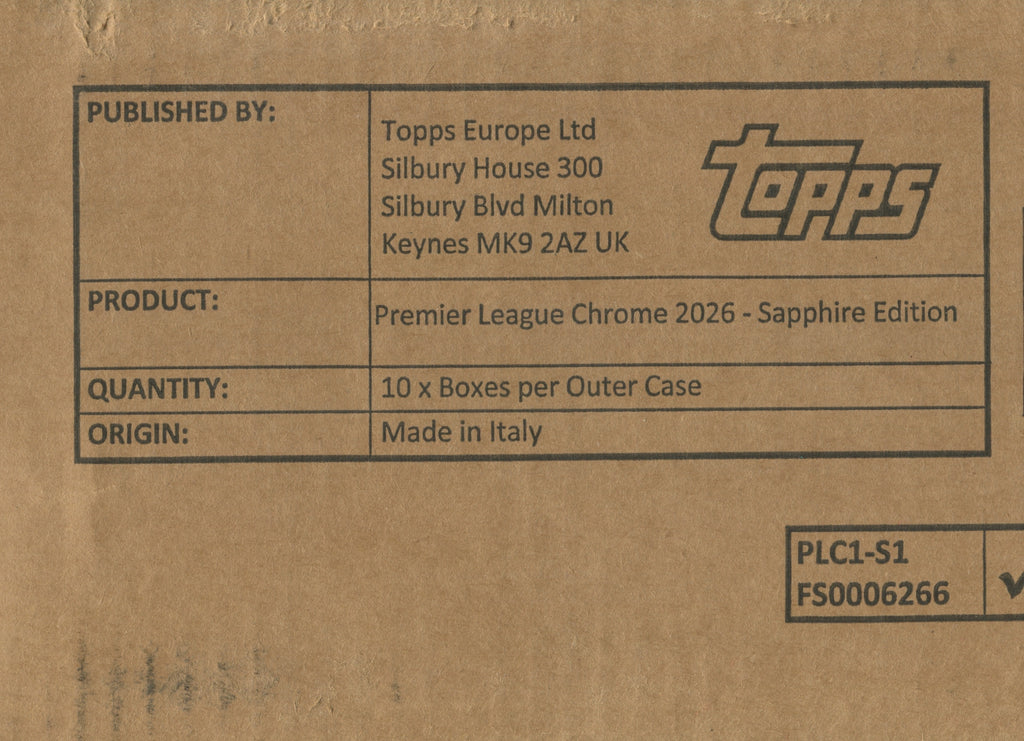 PUBLISHED BY:
Topps Europe Ltd
Silbury House 300
Silbury Blvd Milton
Keynes MK9 2AZ UK
Topps
PRODUCT:
Premier League Chrome 2026 - Sapphire Edition
QUANTITY:
10 x Boxes per Outer Case
ORIGIN:
Made in Italy
PLC1-S1
FS0006266